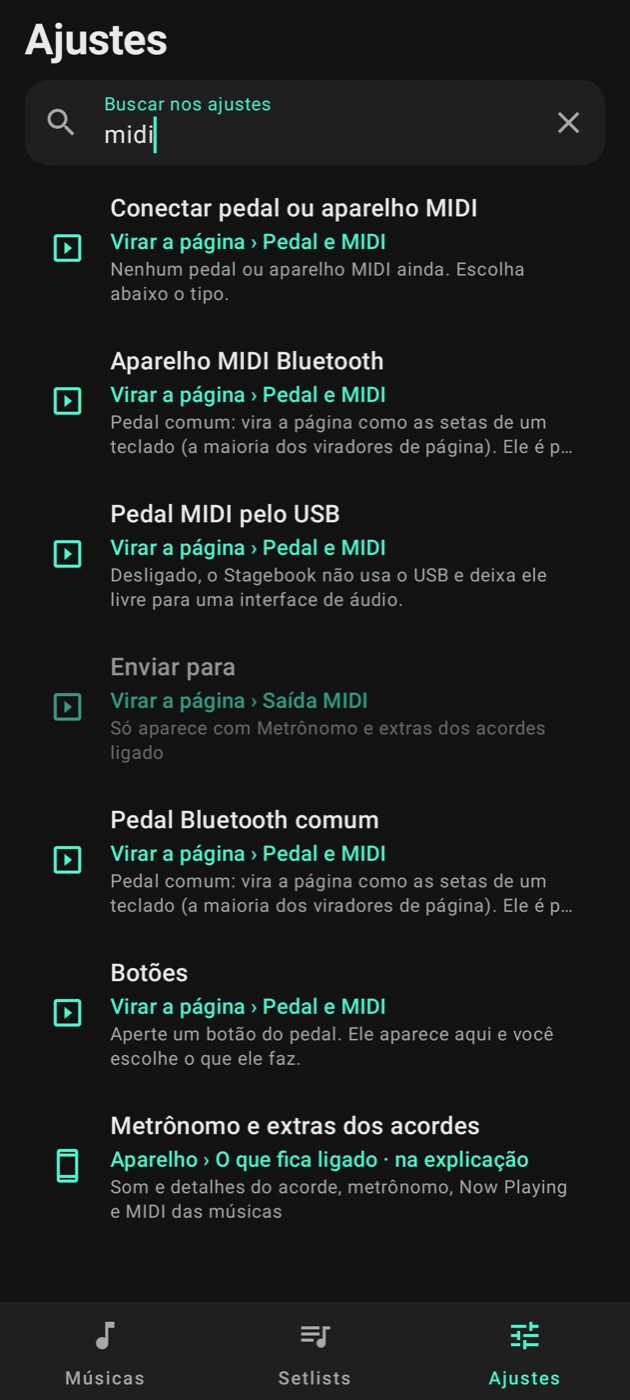 Ajustes
Buscar nos ajustes
midi
Conectar pedal ou aparelho MIDI
Virar a página › Pedal e MIDI
Nenhum pedal ou aparelho MIDI ainda. Escolha
abaixo o tipo.
Aparelho MIDI Bluetooth
Virar a página › Pedal e MIDI
Pedal comum: vira a página como as setas de um
teclado (a maioria dos viradores de página). Ele é p…
Pedal MIDI pelo USB
Virar a página › Pedal e MIDI
Desligado, o Stagebook não usa o USB e deixa ele
livre para uma interface de áudio.
Enviar para
Virar a página › Saída MIDI
Só aparece com Metrônomo e extras dos acordes
ligado
Pedal Bluetooth comum
Virar a página › Pedal e MIDI
Pedal comum: vira a página como as setas de um
teclado (a maioria dos viradores de página). Ele é p…
Botões
Virar a página › Pedal e MIDI
Aperte um botão do pedal. Ele aparece aqui e você
escolhe o que ele faz.
Metrônomo e extras dos acordes
Aparelho › O que fica ligado · na explicação
Som e detalhes do acorde, metrônomo, Now Playing
e MIDI das músicas
Músicas
Setlists
Ajustes